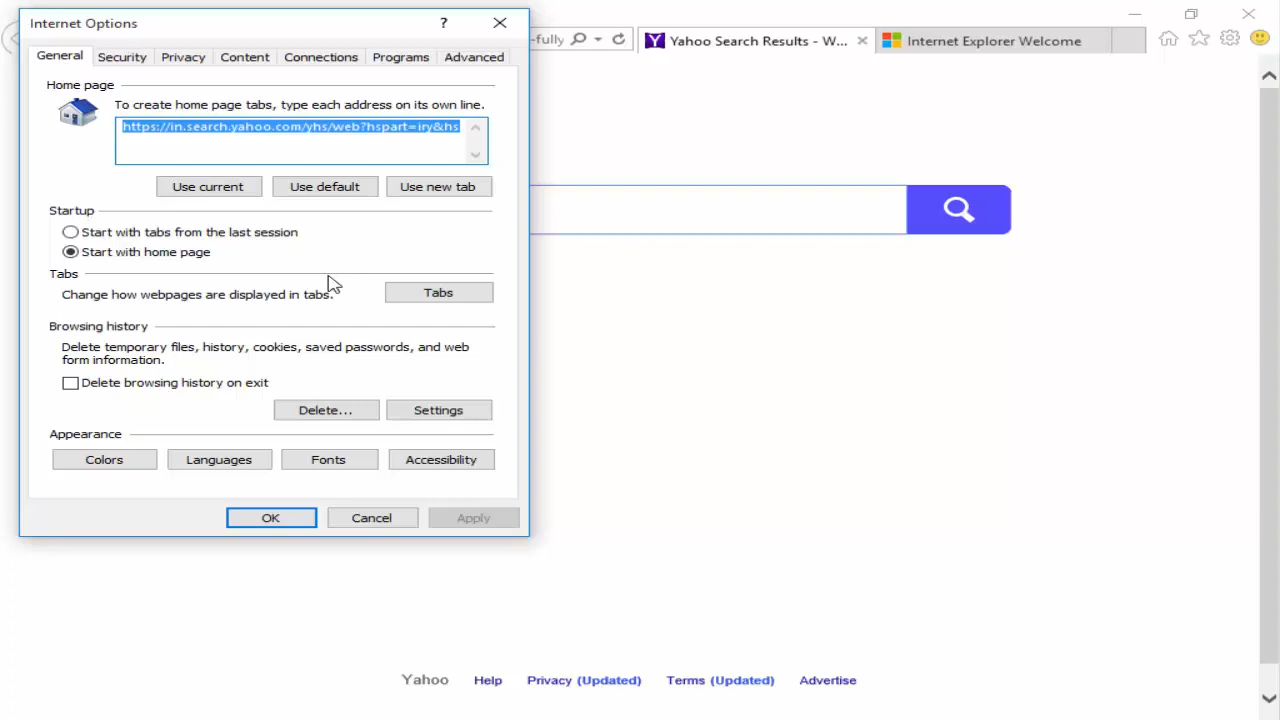 Internet Options
?
-fully
Yahoo Search Results - W...
Internet Explorer Welcome
General
Security
Privacy
Content
Connections
Programs
Advanced
Home page
To create home page tabs, type each address on its own line.
https://in.search.yahoo.com/yhs/web?hspart=iry&hs
Use current
Use default
Use new tab
Startup
Start with tabs from the last session
Start with home page
Tabs
Change how webpages are displayed in tabs.
Tabs
Browsing history
Delete temporary files, history, cookies, saved passwords, and web
form information.
Delete browsing history on exit
Delete...
Settings
Appearance
Colors
Languages
Fonts
Accessibility
OK
Cancel
Apply
Yahoo
Help
Privacy (Updated)
Terms (Updated)
Advertise